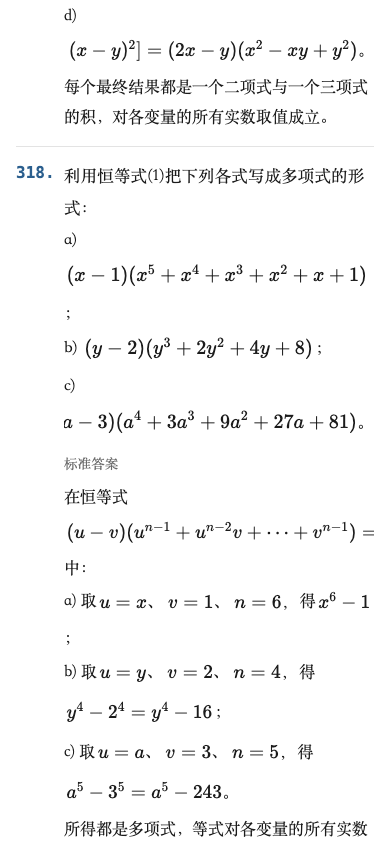 d)
(x − y)²] = (2x − y)(x² − xy + y²)。
每个最终结果都是一个二项式与一个三项式
的积，对各变量的所有实数取值成立。
318. 利用恒等式(1)把下列各式写成多项式的形
式：
a)
(x − 1)(x⁵ + x⁴ + x³ + x² + x + 1)
；
b) (y − 2)(y³ + 2y² + 4y + 8)；
c)
a − 3)(a⁴ + 3a³ + 9a² + 27a + 81)。
标准答案
在恒等式
(u − v)(uⁿ⁻¹ + uⁿ⁻²v + ⋯ + vⁿ⁻¹) =
中：
a) 取 u = x、 v = 1、 n = 6，得 x⁶ − 1
；
b) 取 u = y、 v = 2、 n = 4，得
y⁴ − 2⁴ = y⁴ − 16；
c) 取 u = a、 v = 3、 n = 5，得
a⁵ − 3⁵ = a⁵ − 243。
所得都是多项式，等式对各变量的所有实数